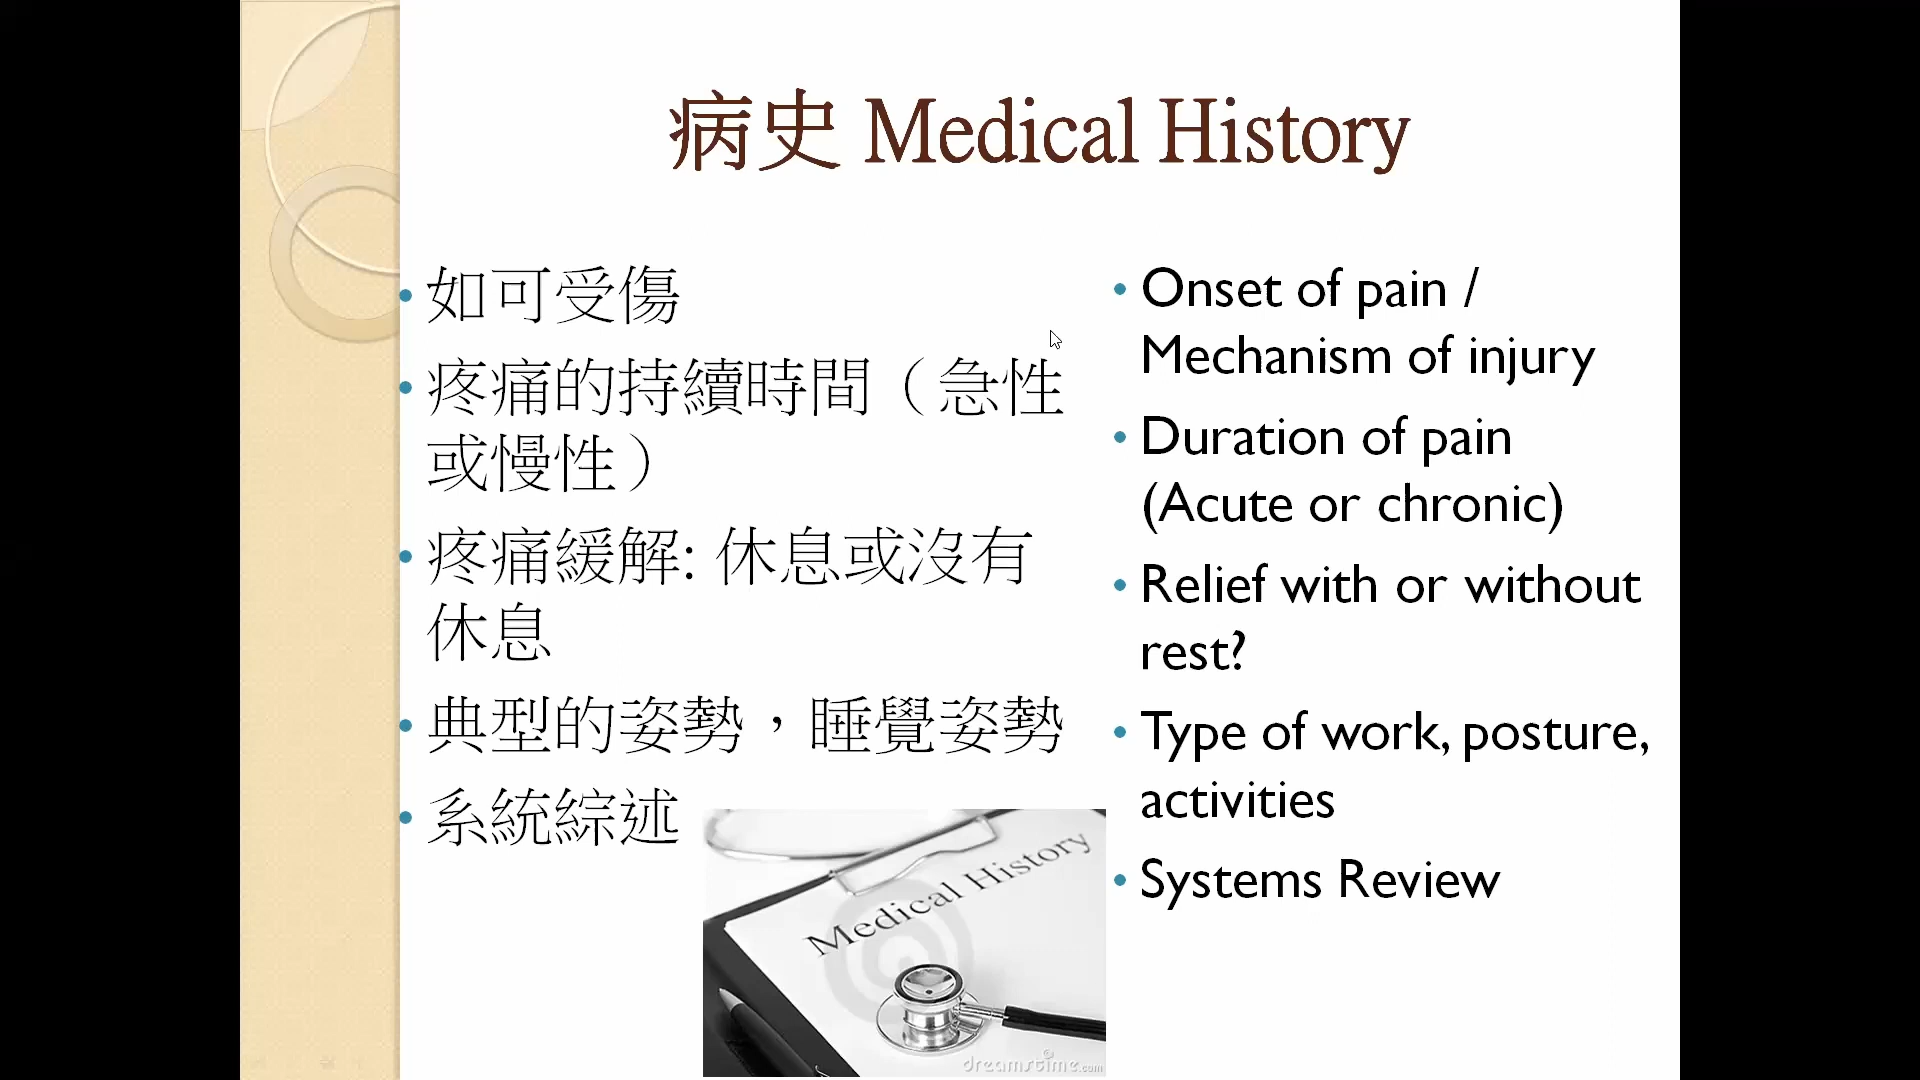 病史 Medical History
如可受傷
疼痛的持續時間（急性
或慢性）
疼痛緩解: 休息或沒有
休息
典型的姿勢，睡覺姿勢
系統綜述
Onset of pain /
Mechanism of injury
Duration of pain
(Acute or chronic)
Relief with or without
rest?
Type of work, posture,
activities
Systems Review
Medical History
dreamstime.com